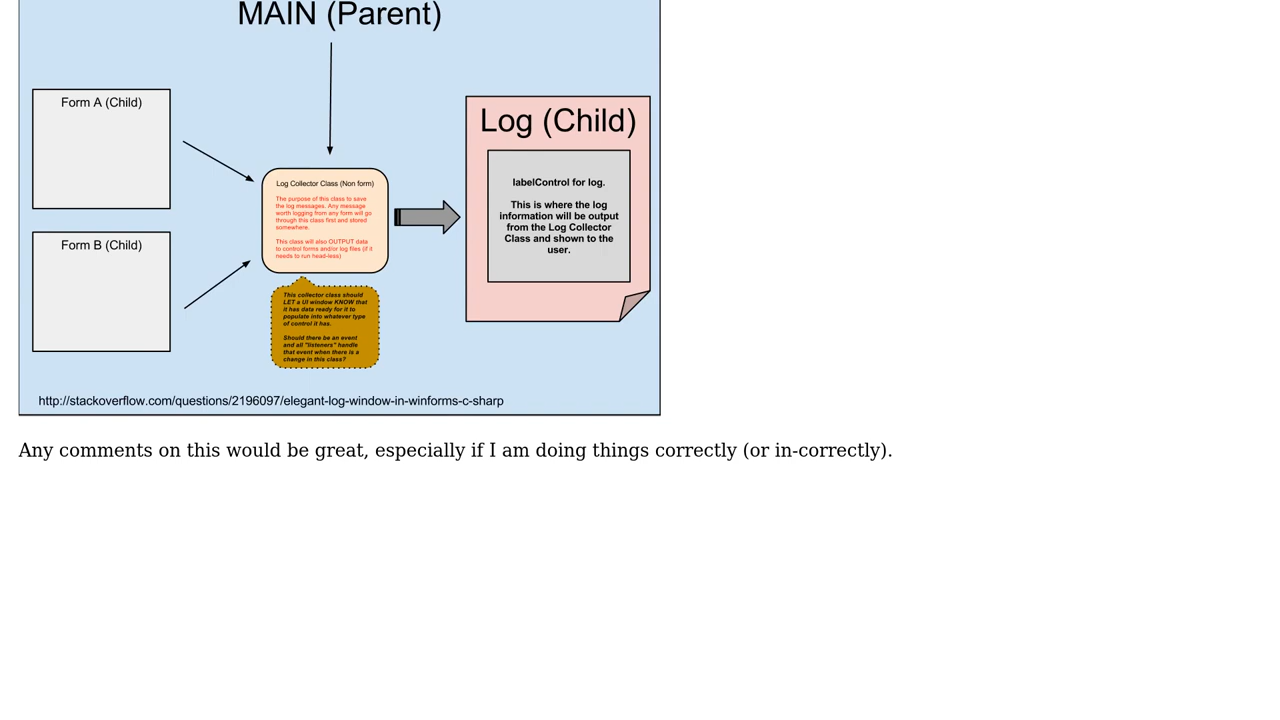 MAIN (Parent)
Form A (Child)
Log (Child)
Log Collector Class (Non form)
The purpose of this class to save
the log messages. Any message
worth logging from any form will go
through this class first and stored
somewhere.
This class will also OUTPUT data
to control forms and/or log files (if it
needs to run head-less)
labelControl for log.
This is where the log
information will be output
from the Log Collector
Class and shown to the
user.
Form B (Child)
This collector class should
LET a UI window KNOW that
it has data ready for it to
populate into whatever type
of control it has.
Should there be an event
and all "listeners" handle
that event when there is a
change in this class?
http://stackoverflow.com/questions/2196097/elegant-log-window-in-winforms-c-sharp
Any comments on this would be great, especially if I am doing things correctly (or in-correctly).